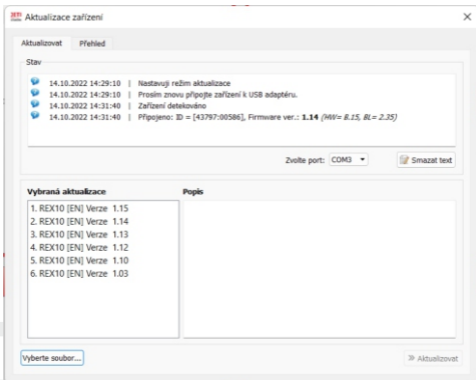 JETI
Aktualizace zařízení
Aktualizovat Přehled
Stav
14.10.2022 14:29:10 | Nastavuji režim aktualizace
14.10.2022 14:29:10 | Prosím znovu připojte zařízení k USB adaptéru.
14.10.2022 14:31:40 | Zařízení detekováno
14.10.2022 14:31:40 | Připojeno: ID = [43797:00586], Firmware ver.: 1.14 (HW= 8.15, BL= 2.35)
Zvolte port: COM3 Smazat text
Vybraná aktualizace Popis
1. REX10 [EN] Verze 1.15
2. REX10 [EN] Verze 1.14
3. REX10 [EN] Verze 1.13
4. REX10 [EN] Verze 1.12
5. REX10 [EN] Verze 1.10
6. REX10 [EN] Verze 1.03
Vyberte soubor... Aktualizovat